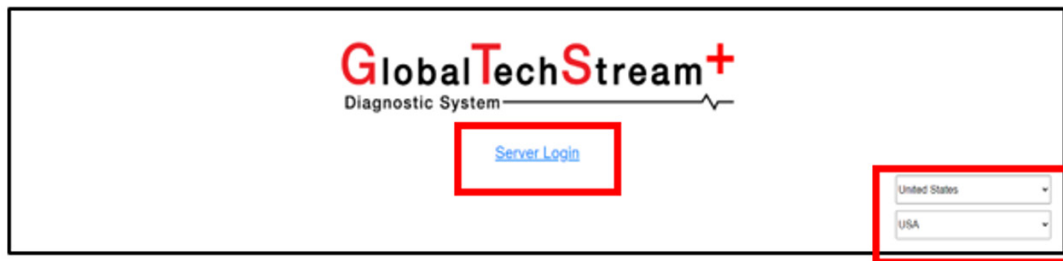 GlobalTechStream+
Diagnostic System
Server Login
United States
USA